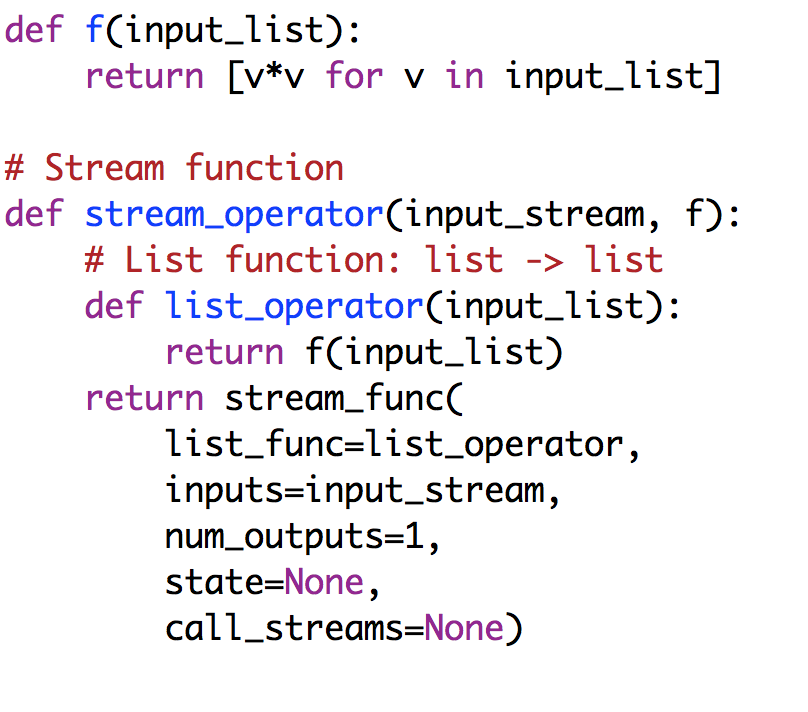 def f(input_list):
    return [v*v for v in input_list]

# Stream function
def stream_operator(input_stream, f):
    # List function: list -> list
    def list_operator(input_list):
        return f(input_list)
    return stream_func(
        list_func=list_operator,
        inputs=input_stream,
        num_outputs=1,
        state=None,
        call_streams=None)